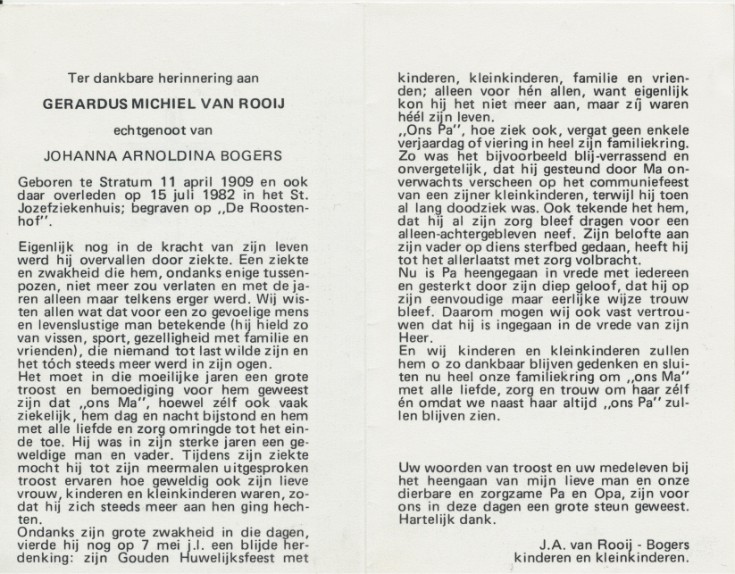 Ter dankbare herinnering aan
GERARDUS MICHIEL VAN ROOIJ
echtgenoot van
JOHANNA ARNOLDINA BOGERS
Geboren te Stratum 11 april 1909 en ook
daar overleden op 15 juli 1982 in het St.
Jozefziekenhuis; begraven op „De Roosten-
hof".
Eigenlijk nog in de kracht van zijn leven
werd hij overvallen door ziekte. Een ziekte
en zwakheid die hem, ondanks enige tussen-
pozen, niet meer zou verlaten en met de ja-
ren alleen maar telkens erger werd. Wij wis-
ten allen wat dat voor een zo gevoelige mens
en levenslustige man betekende (hij hield zo
van vissen, sport, gezelligheid met familie en
vrienden), die niemand tot last wilde zijn en
het tóch steeds meer werd in zijn ogen.
Het moet in die moeilijke jaren een grote
troost en bemoediging voor hem geweest
zijn dat „ons Ma", hoewel zélf ook vaak
ziekelijk, hem dag en nacht bijstond en hem
met alle liefde en zorg omringde tot het ein-
de toe. Hij was in zijn sterke jaren een ge-
weldige man en vader. Tijdens zijn ziekte
mocht hij tot zijn meermalen uitgesproken
troost ervaren hoe geweldig ook zijn lieve
vrouw, kinderen en kleinkinderen waren, zo-
dat hij zich steeds meer aan hen ging hech-
ten.
Ondanks zijn grote zwakheid in die dagen,
vierde hij nog op 7 mei j.l. een blijde her-
denking: zijn Gouden Huwelijksfeest met
kinderen, kleinkinderen, familie en vrien-
den; alleen voor hén allen, want eigenlijk
kon hij het niet meer aan, maar zíj waren
héél zijn leven.
„Ons Pa", hoe ziek ook, vergat geen enkele
verjaardag of viering in heel zijn familiekring.
Zo was het bijvoorbeeld blij-verrassend en
onvergetelijk, dat hij gesteund door Ma on-
verwachts verscheen op het communiefeest
van een zijner kleinkinderen, terwijl hij toen
al lang doodziek was. Ook tekende het hem,
dat hij al zijn zorg bleef dragen voor een
alleen-achtergebleven neef. Zijn belofte aan
zijn vader op diens sterfbed gedaan, heeft hij
tot het allerlaatst met zorg volbracht.
Nu is Pa heengegaan in vrede met iedereen
en gesterkt door zijn diep geloof, dat hij op
zijn eenvoudige maar eerlijke wijze trouw
bleef. Daarom mogen wij ook vast vertrou-
wen dat hij is ingegaan in de vrede van zijn
Heer.
En wij kinderen en kleinkinderen zullen
hem o zo dankbaar blijven gedenken en slui-
ten nu heel onze familiekring om „ons Ma"
met alle liefde, zorg en trouw om haar zélf
én omdat we naast haar altijd „ons Pa" zul-
len blijven zien.
Uw woorden van troost en uw medeleven bij
het heengaan van mijn lieve man en onze
dierbare en zorgzame Pa en Opa, zijn voor
ons in deze dagen een grote steun geweest.
Hartelijk dank.
J.A. van Rooij - Bogers
kinderen en kleinkinderen.